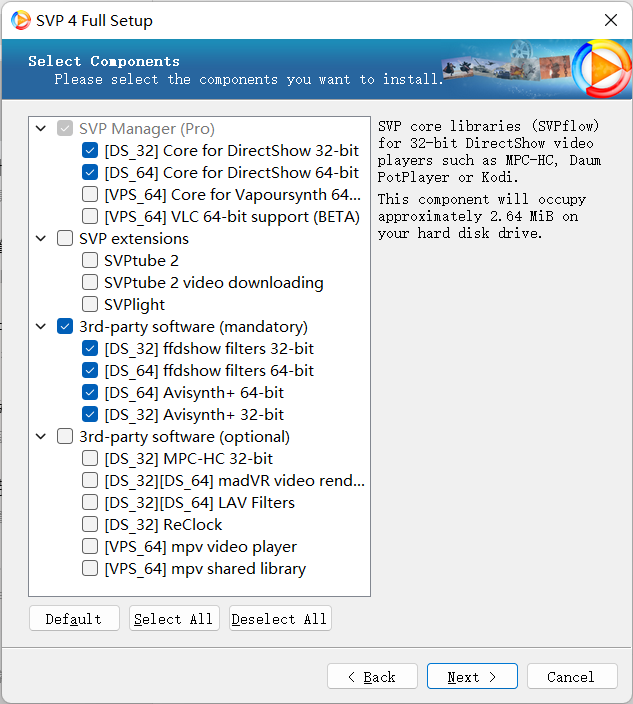 SVP 4 Full Setup
Select Components
Please select the components you want to install.
SVP Manager (Pro)
[DS_32] Core for DirectShow 32-bit
[DS_64] Core for DirectShow 64-bit
[VPS_64] Core for Vapoursynth 64...
[VPS_64] VLC 64-bit support (BETA)
SVP extensions
SVPtube 2
SVPtube 2 video downloading
SVPlight
3rd-party software (mandatory)
[DS_32] ffdshow filters 32-bit
[DS_64] ffdshow filters 64-bit
[DS_64] Avisynth+ 64-bit
[DS_32] Avisynth+ 32-bit
3rd-party software (optional)
[DS_32] MPC-HC 32-bit
[DS_32][DS_64] madVR video rend...
[DS_32][DS_64] LAV Filters
[DS_32] ReClock
[VPS_64] mpv video player
[VPS_64] mpv shared library
SVP core libraries (SVPflow)
for 32-bit DirectShow video
players such as MPC-HC, Daum
PotPlayer or Kodi.
This component will occupy
approximately 2.64 MiB on
your hard disk drive.
Default
Select All
Deselect All
< Back
Next >
Cancel